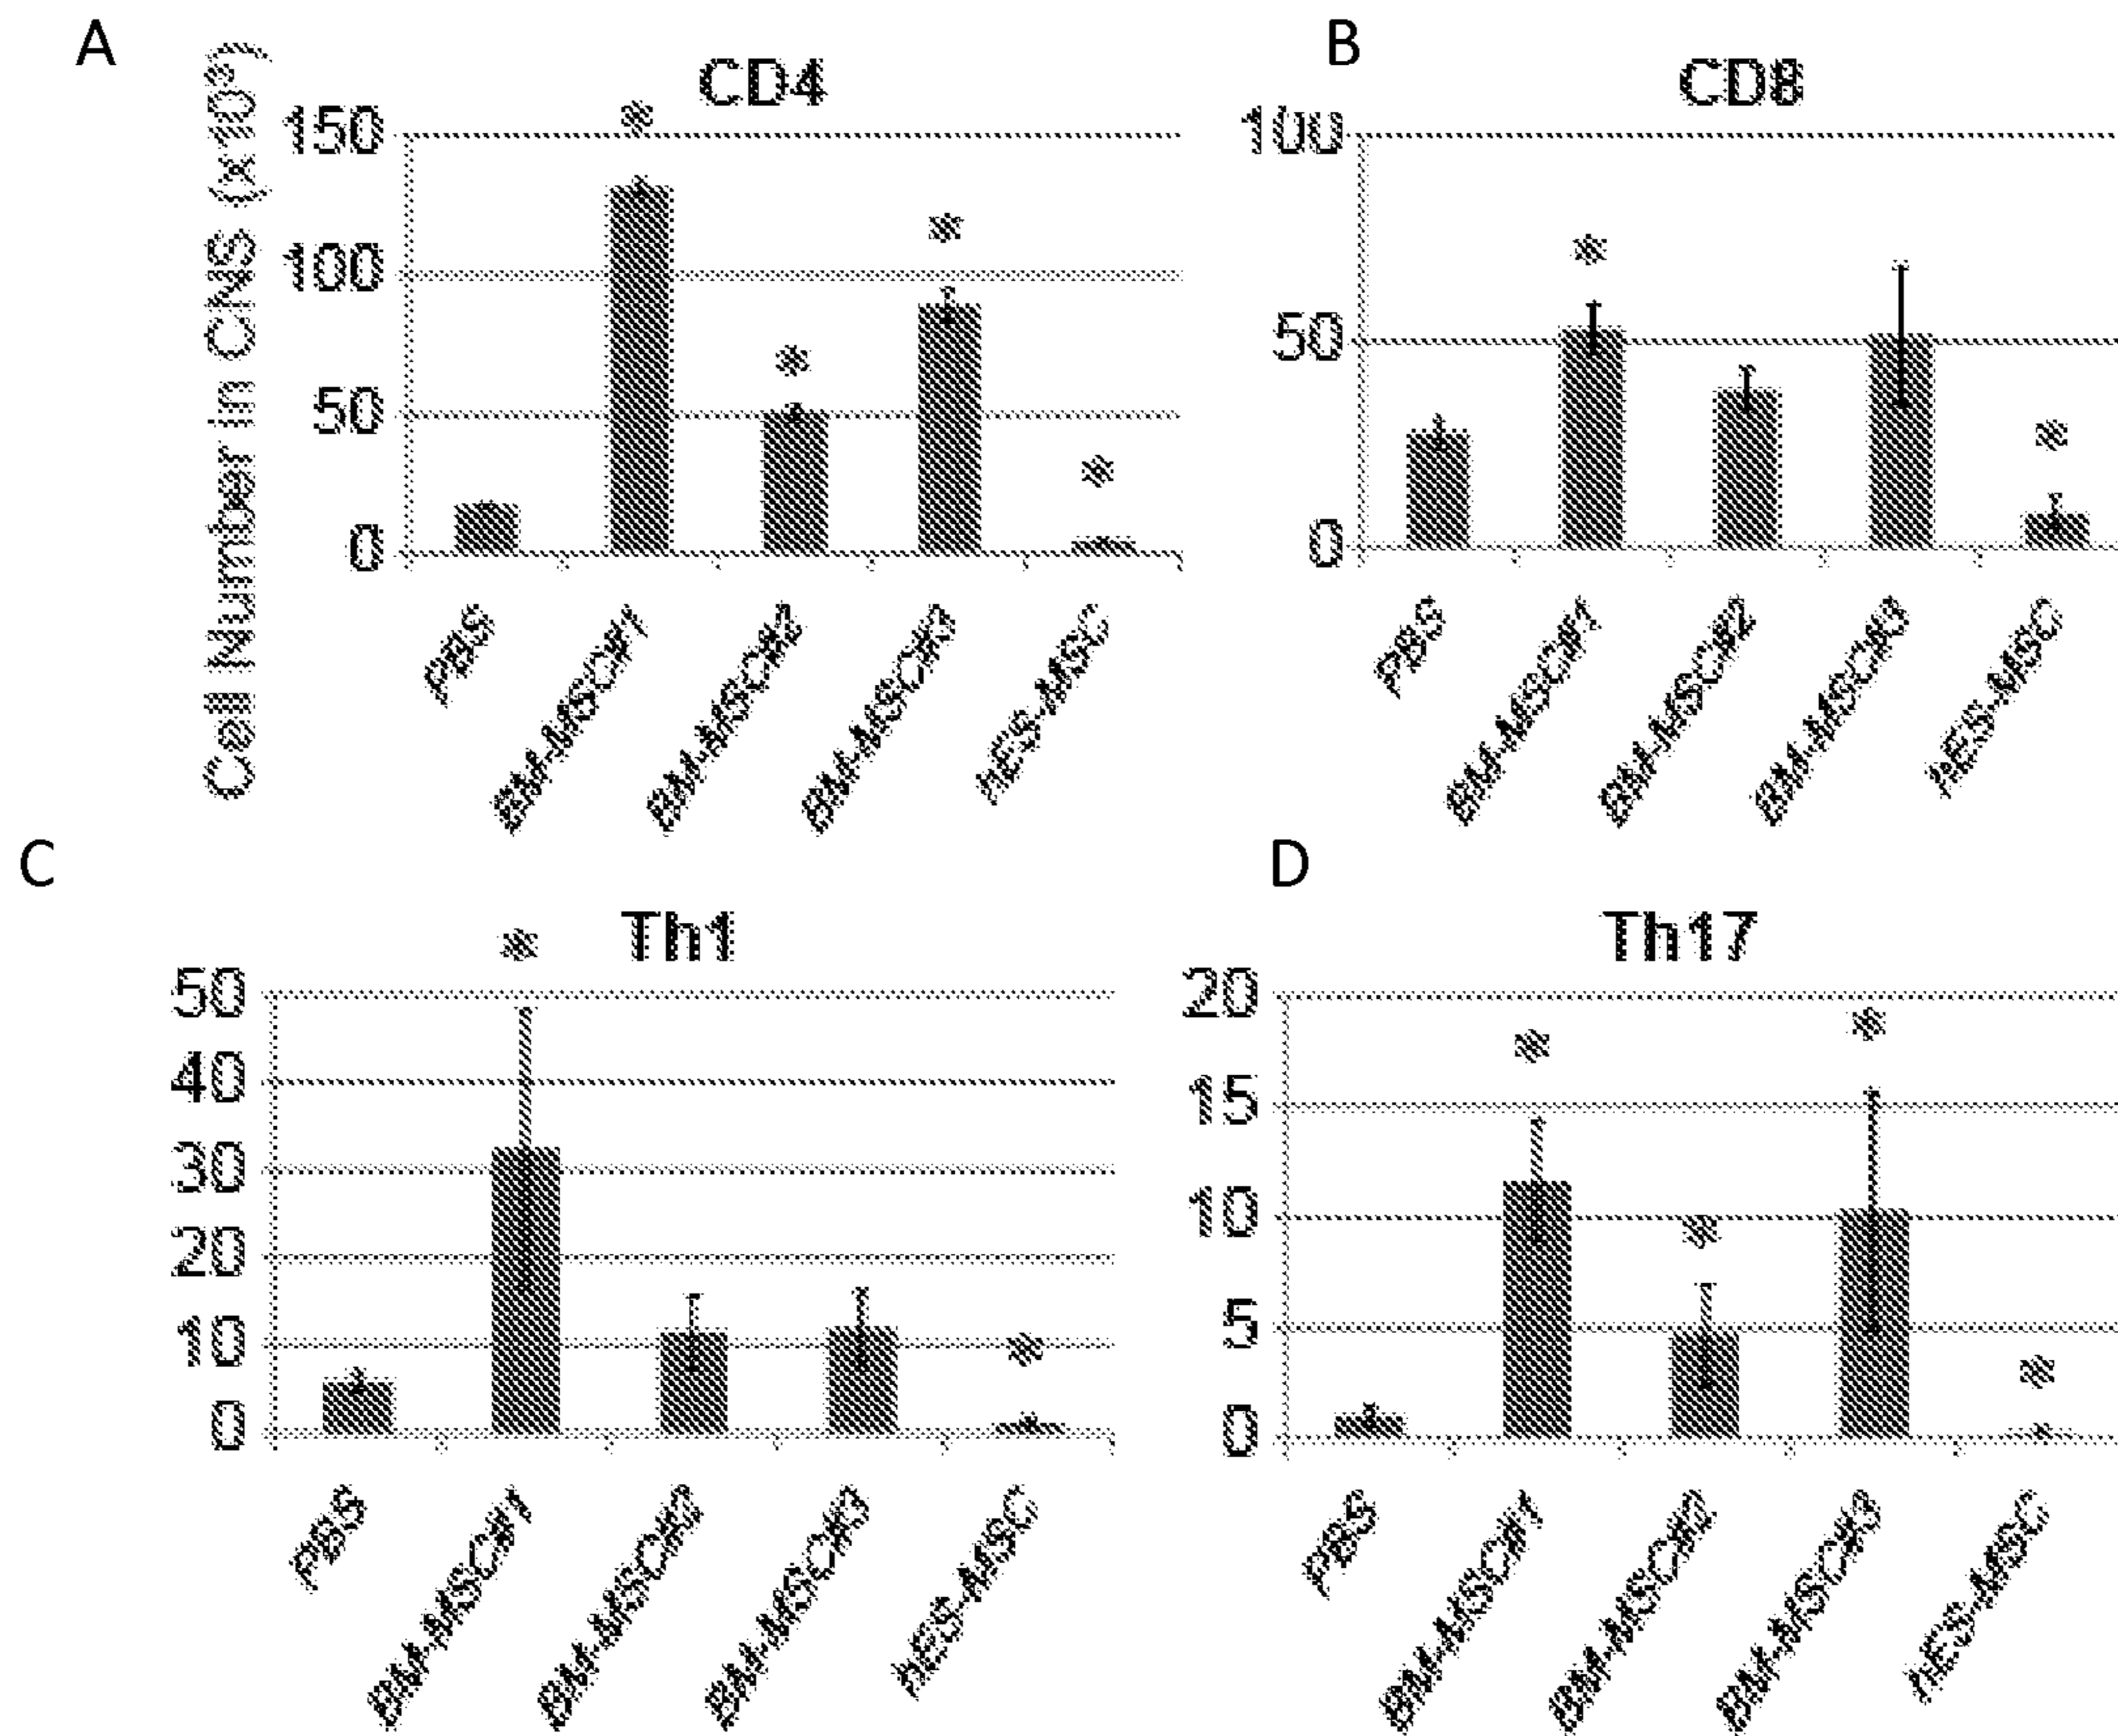 A
CD4
Cell Number in CNS (x10³)
150
100
50
0
*
*
*
*
PBS
BM-MSC#1
BM-MSC#2
BM-MSC#3
hES-MSC
B
CD8
100
50
0
*
*
PBS
BM-MSC#1
BM-MSC#2
BM-MSC#3
hES-MSC
C
Th1
50
40
30
20
10
0
*
*
PBS
BM-MSC#1
BM-MSC#2
BM-MSC#3
hES-MSC
D
Th17
20
15
10
5
0
*
*
*
*
PBS
BM-MSC#1
BM-MSC#2
BM-MSC#3
hES-MSC